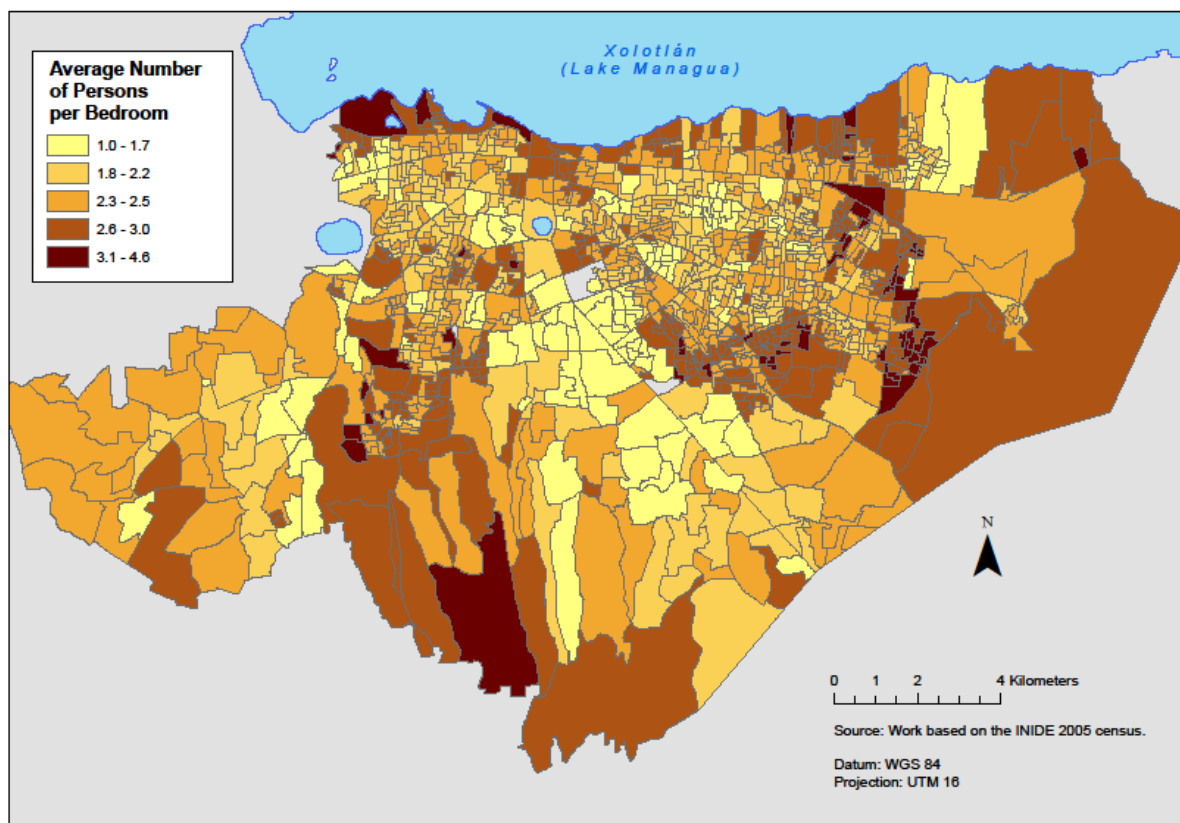 Xolotlán
(Lake Managua)
Average Number
of Persons
per Bedroom
1.0 - 1.7
1.8 - 2.2
2.3 - 2.5
2.6 - 3.0
3.1 - 4.6
N
0 1 2 4 Kilometers
Source: Work based on the INIDE 2005 census.
Datum: WGS 84
Projection: UTM 16